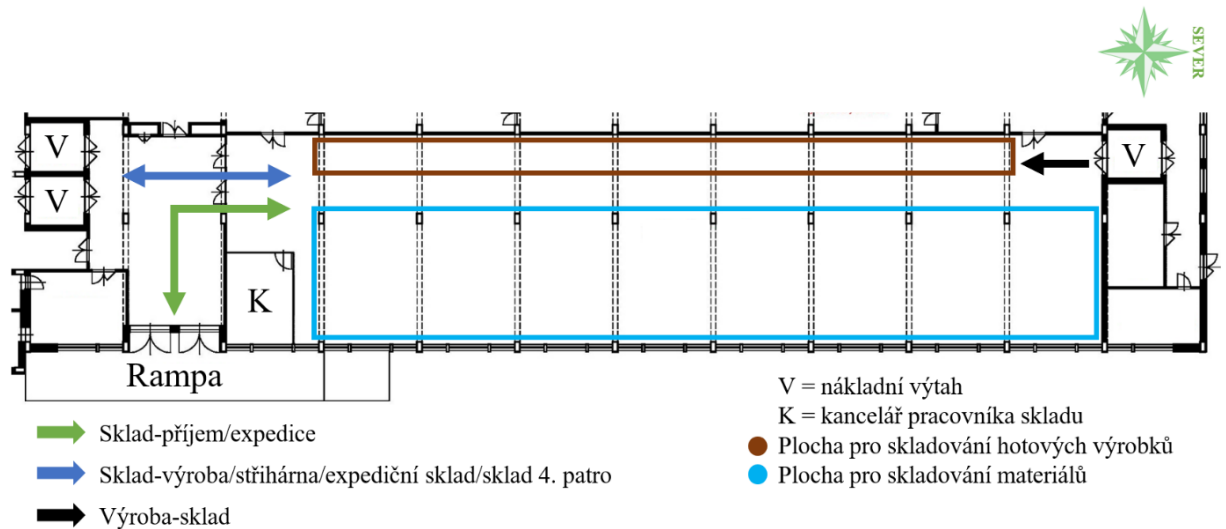 SEVER
V
V
V
K
Rampa
V = nákladní výtah
K = kancelář pracovníka skladu
Plocha pro skladování hotových výrobků
Plocha pro skladování materiálů
Sklad-příjem/expedice
Sklad-výroba/střihárna/expediční sklad/sklad 4. patro
Výroba-sklad